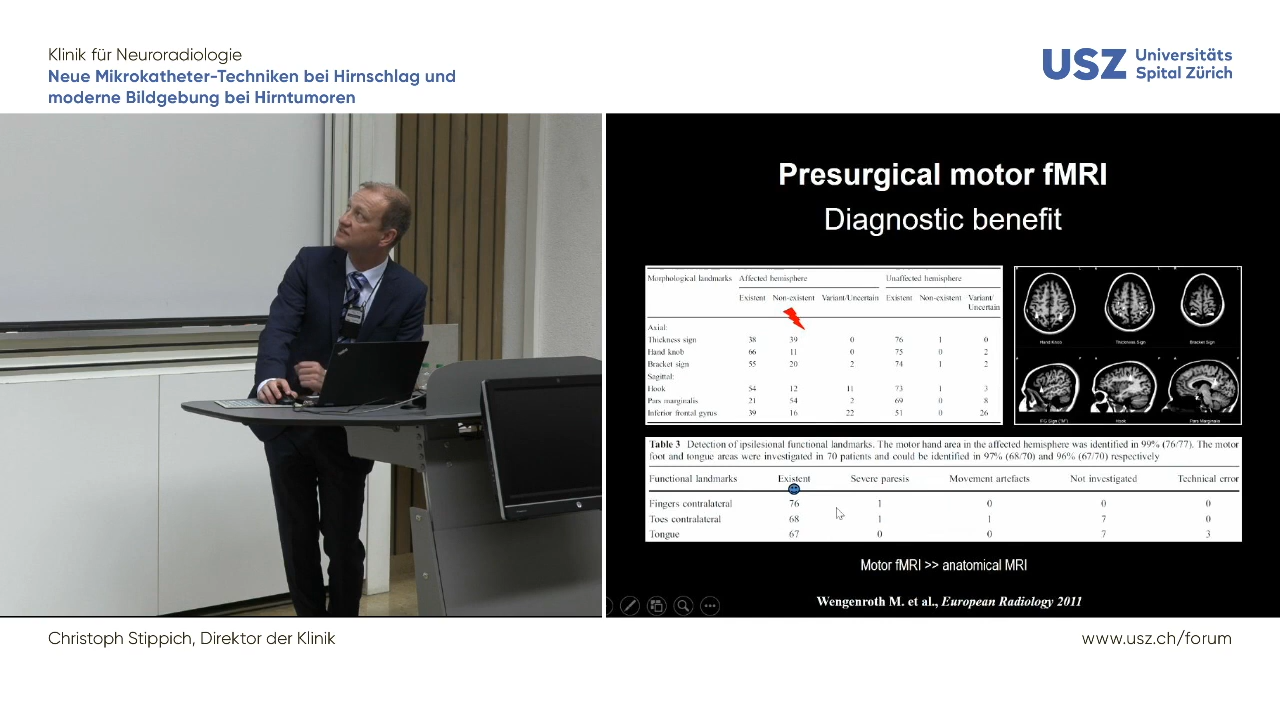 Klinik für Neuroradiologie
Neue Mikrokatheter-Techniken bei Hirnschlag und
moderne Bildgebung bei Hirntumoren
USZ Universitäts
Spital Zürich
Presurgical motor fMRI
Diagnostic benefit
Morphological landmarks Affected hemisphere Unaffected hemisphere
Existent Non-existent Variant/Uncertain Existent Non-existent Variant/
Uncertain
Axial:
Thickness sign 38 39 0 76 1 0
Hand knob 66 11 0 75 0 2
Bracket sign 55 20 2 74 1 2
Sagittal:
Hook 54 12 11 73 1 3
Pars marginalis 21 54 2 69 0 8
Inferior frontal gyrus 39 16 22 51 0 26
Hand Knob Thickness Sign Bracket Sign
Hook Pars Marginalis
Table 3 Detection of ipsilesional functional landmarks. The motor hand area in the affected hemisphere was identified in 99% (76/77). The motor
foot and tongue areas were investigated in 70 patients and could be identified in 97% (68/70) and 96% (67/70) respectively
Functional landmarks Existent Severe paresis Movement artefacts Not investigated Technical error
Fingers contralateral 76 1 0 0 0
Toes contralateral 68 1 1 7 0
Tongue 67 0 0 7 3
Motor fMRI >> anatomical MRI
Wengenroth M. et al., European Radiology 2011
Christoph Stippich, Direktor der Klinik
www.usz.ch/forum